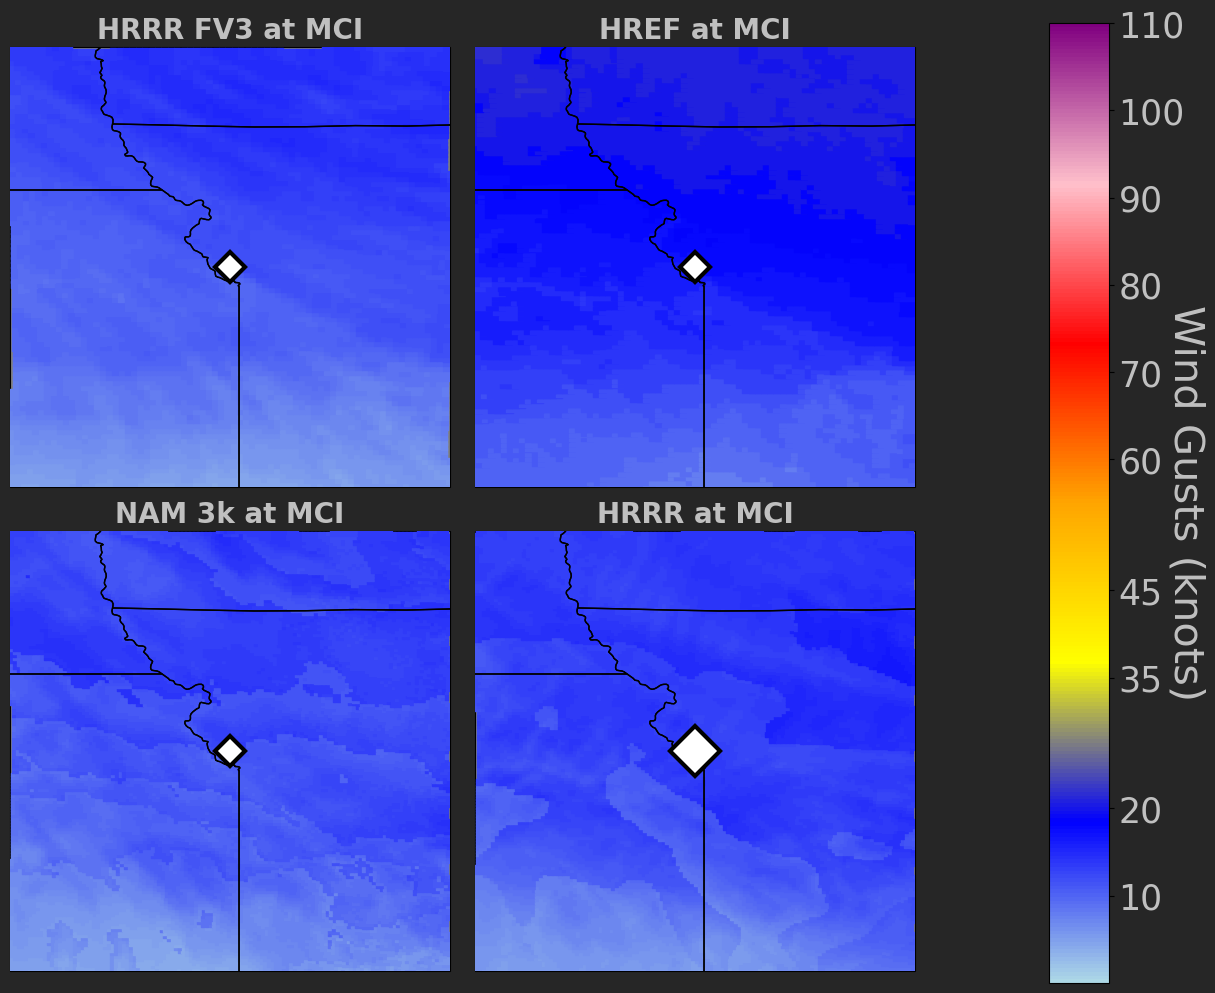 HRRR FV3 at MCI
HREF at MCI
NAM 3k at MCI
HRRR at MCI
110
100
90
80
70
60
45
35
20
10
Wind Gusts (knots)